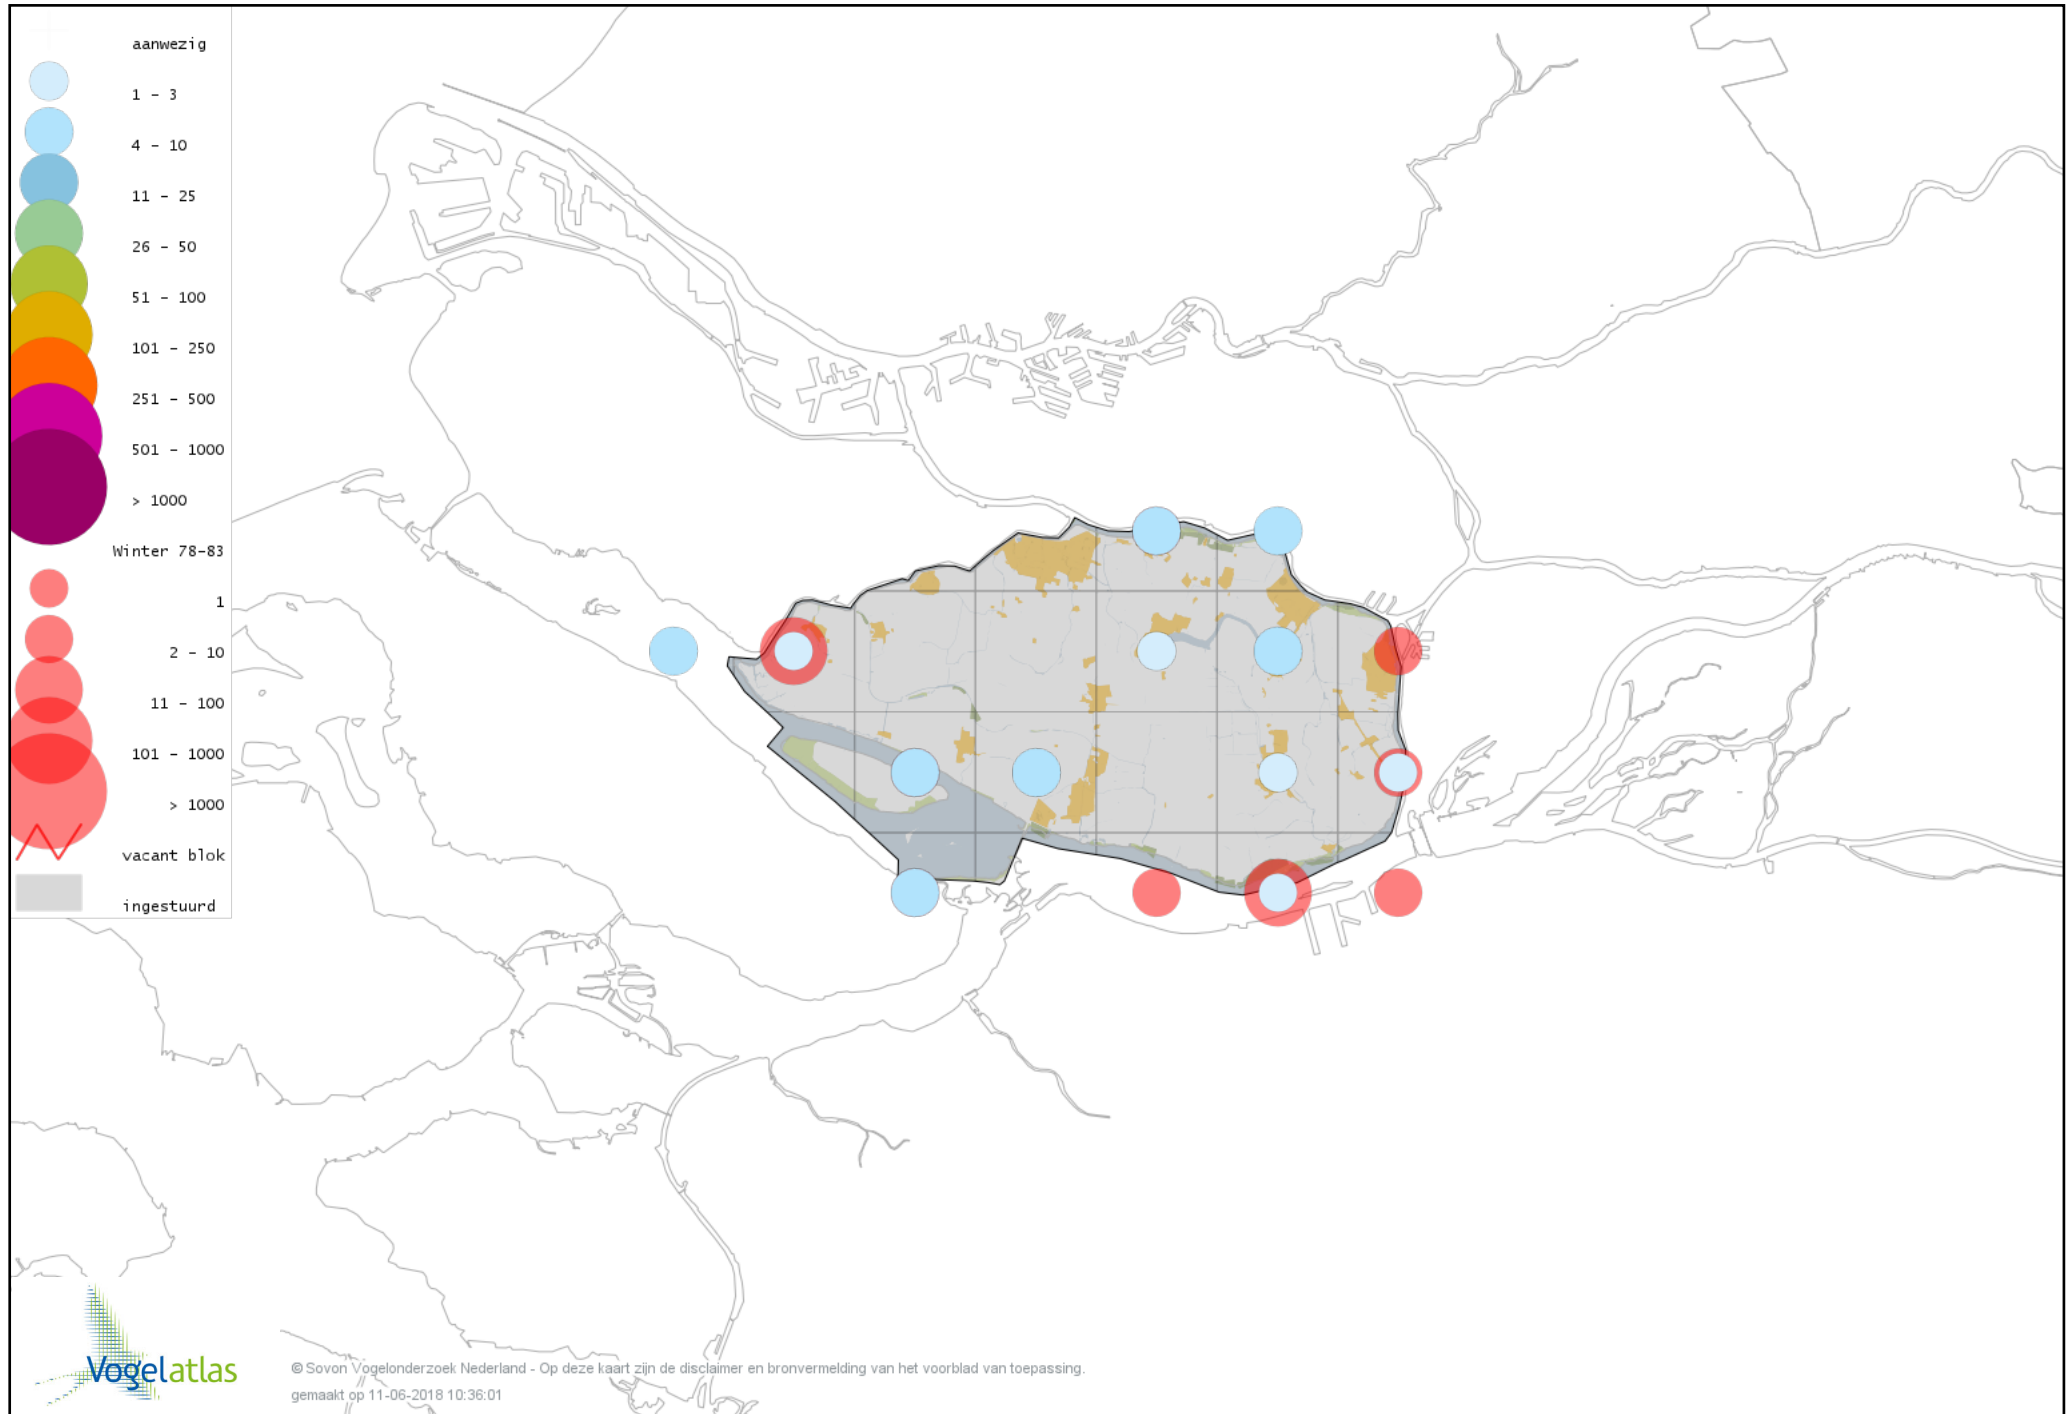 aanwezig
1 - 3
4 - 10
11 - 25
26 - 50
51 - 100
101 - 250
251 - 500
501 - 1000
> 1000
Winter 78-83
1
2 - 10
11 - 100
101 - 1000
> 1000
vacant blok
ingestuurd
Vogelatlas
© Sovon Vogelonderzoek Nederland - Op deze kaart zijn de disclaimer en bronvermelding van het voorblad van toepassing.
gemaakt op 11-06-2018 10:36:01